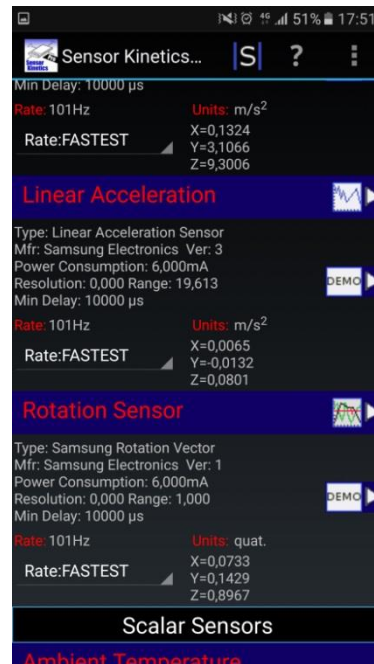 51% 17:51
Sensor Kinetics... |S| ?
Min Delay: 10000 µs
Rate: 101Hz Units: m/s²
Rate:FASTEST
X=0,1324
Y=3,1066
Z=9,3006
Linear Acceleration
Type: Linear Acceleration Sensor
Mfr: Samsung Electronics Ver: 3
Power Consumption: 6,000mA
Resolution: 0,000 Range: 19,613
Min Delay: 10000 µs
DEMO
Rate: 101Hz Units: m/s²
Rate:FASTEST
X=0,0065
Y=-0,0132
Z=0,0801
Rotation Sensor
Type: Samsung Rotation Vector
Mfr: Samsung Electronics Ver: 1
Power Consumption: 6,000mA
Resolution: 0,000 Range: 1,000
Min Delay: 10000 µs
DEMO
Rate: 101Hz Units: quat.
Rate:FASTEST
X=0,0733
Y=0,1429
Z=0,8967
Scalar Sensors
Ambient Temperature